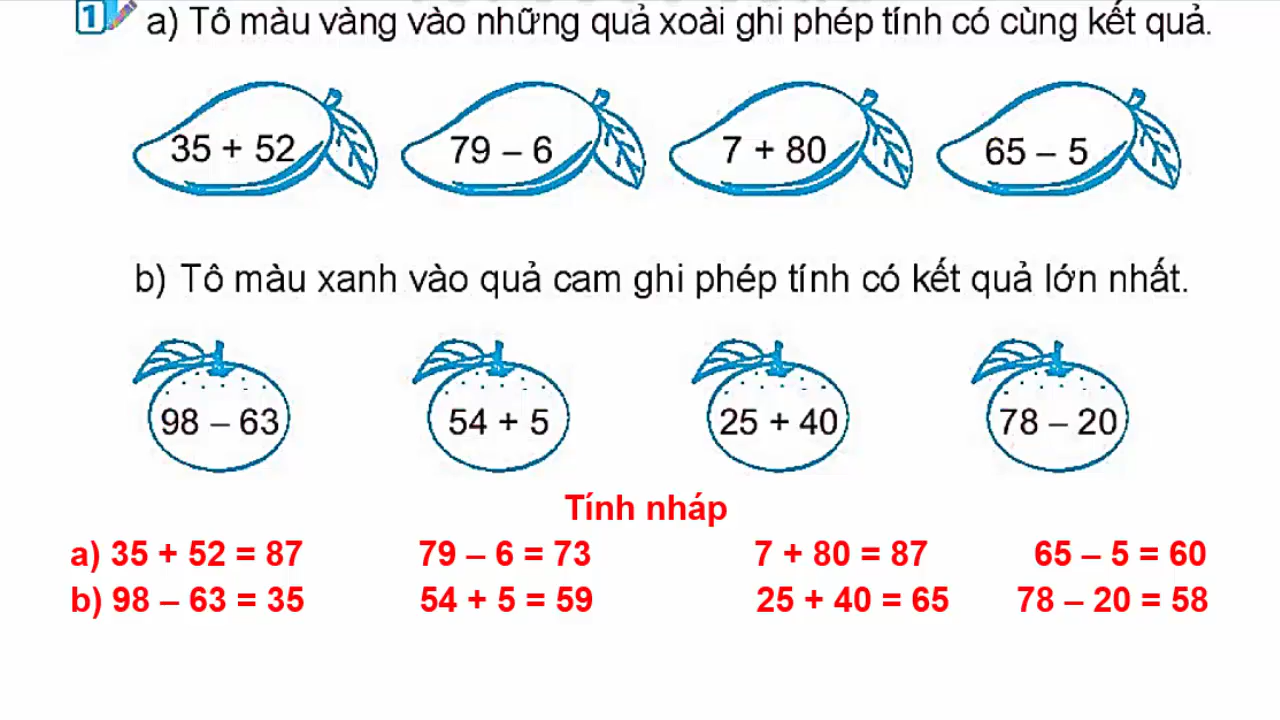 1 a) Tô màu vàng vào những quả xoài ghi phép tính có cùng kết quả.
35 + 52 79 – 6 7 + 80 65 – 5
b) Tô màu xanh vào quả cam ghi phép tính có kết quả lớn nhất.
98 – 63 54 + 5 25 + 40 78 – 20
Tính nháp
a) 35 + 52 = 87 79 – 6 = 73 7 + 80 = 87 65 – 5 = 60
b) 98 – 63 = 35 54 + 5 = 59 25 + 40 = 65 78 – 20 = 58